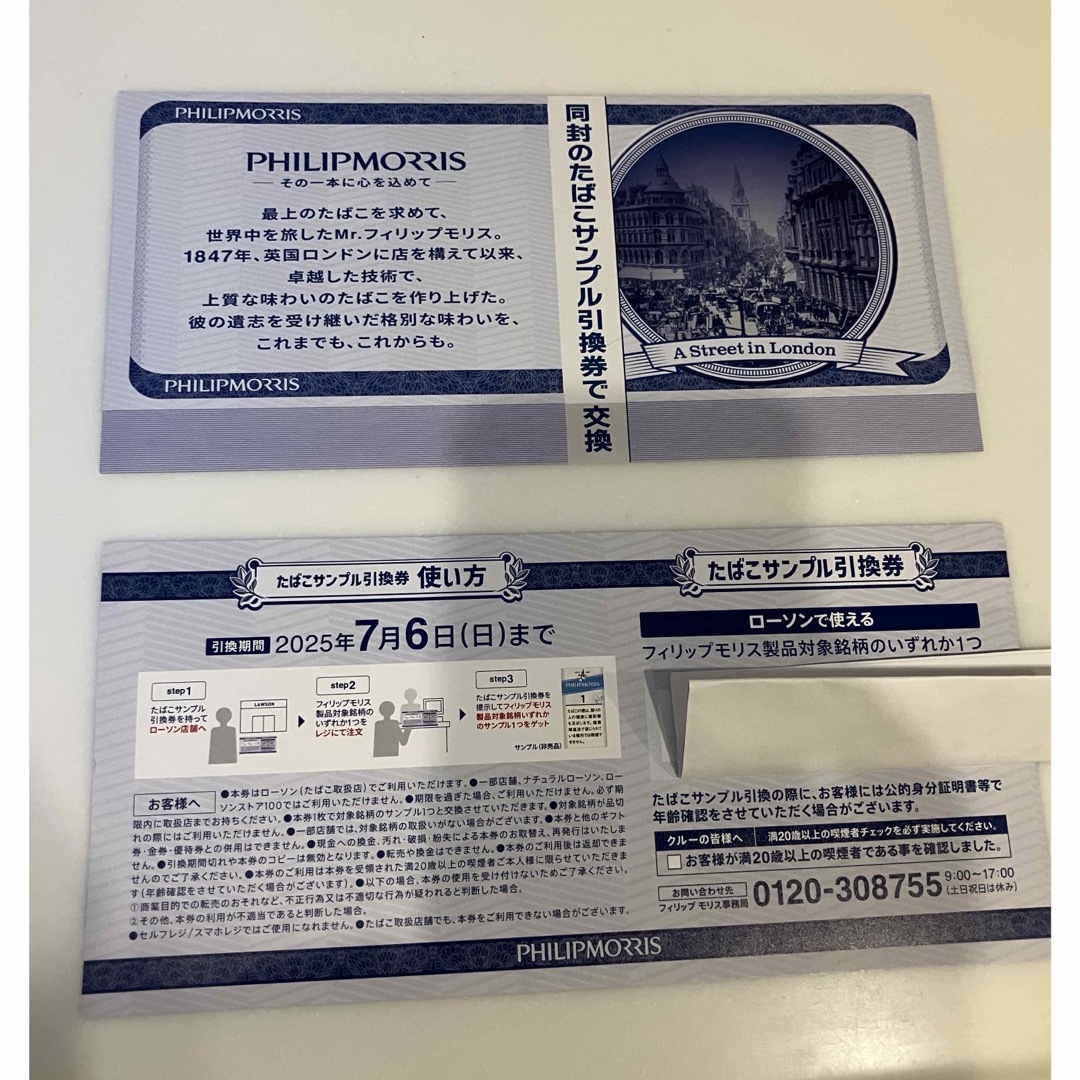 PHILIPMORRIS
PHILIPMORRIS
その一本に心を込めて
最上のたばこを求めて、
世界中を旅したMr.フィリップモリス。
1847年、英国ロンドンに店を構えて以来、
卓越した技術で、
上質な味わいのたばこを作り上げた。
彼の遺志を受け継いだ格別な味わいを、
これまでも、これからも。
PHILIPMORRIS
同封のたばこサンプル引換券で交換
A Street in London
たばこサンプル引換券 使い方
引換期間 2025年7月6日(日)まで
step1
たばこサンプル
引換券を持って
ローソン店舗へ
LAWSON
step2
フィリップモリス
製品対象銘柄の
いずれか1つを
レジにて注文
step3
たばこサンプル引換券を
提示してフィリップモリス
製品対象銘柄いずれか
のサンプル1つをゲット
PHILIPMORRIS
1
サンプル(非売品)
お客様へ
●本券はローソン(たばこ取扱店)でご利用いただけます。●一部店舗、ナチュラルローソン、ロー
ソンストア100ではご利用いただけません。●期限を過ぎた場合、ご利用いただけません。必ず期
限内に取扱店までお持ちください。●本券1枚で対象銘柄のサンプル1つと交換させていただきます。●対象銘柄が品切
れの際にはご利用いただけません。●一部店舗では、対象銘柄の取扱いがない場合がございます。●本券と他のギフト
券・金券・優待券との併用はできません。●現金への換金、汚れ・破損・紛失による本券のお取替え、再発行はいたしま
せん。●引換期間切れや本券のコピーは無効となります。●転売や換金はできません。●本券のご利用後は返却できま
せんのでご了承ください。●本券のご利用は本券を受領された満20歳以上の喫煙者ご本人様に限らせていただきま
す(年齢確認をさせていただく場合がございます)。●以下の場合、本券の使用を受け付けないためご了承ください。
①商業目的での転売のおそれなど、不正行為又は不適切な行為が疑われると判断した場合。
②その他、本券の利用が不適当であると判断した場合。
●セルフレジ/スマホレジではご使用になれません。●たばこ取扱店舗でも、本券をご利用できない場合がございます。
たばこサンプル引換券
ローソンで使える
フィリップモリス製品対象銘柄のいずれか1つ
たばこサンプル引換の際に、お客様には公的身分証明書等で
年齢確認をさせていただく場合がございます。
クルーの皆様へ 満20歳以上の喫煙者チェックを必ず実施してください。
お客様が満20歳以上の喫煙者である事を確認しました。
お問い合わせ先
フィリップ モリス事務局
0120-308755
9:00〜17:00
(土日祝日は休み)
PHILIPMORRIS